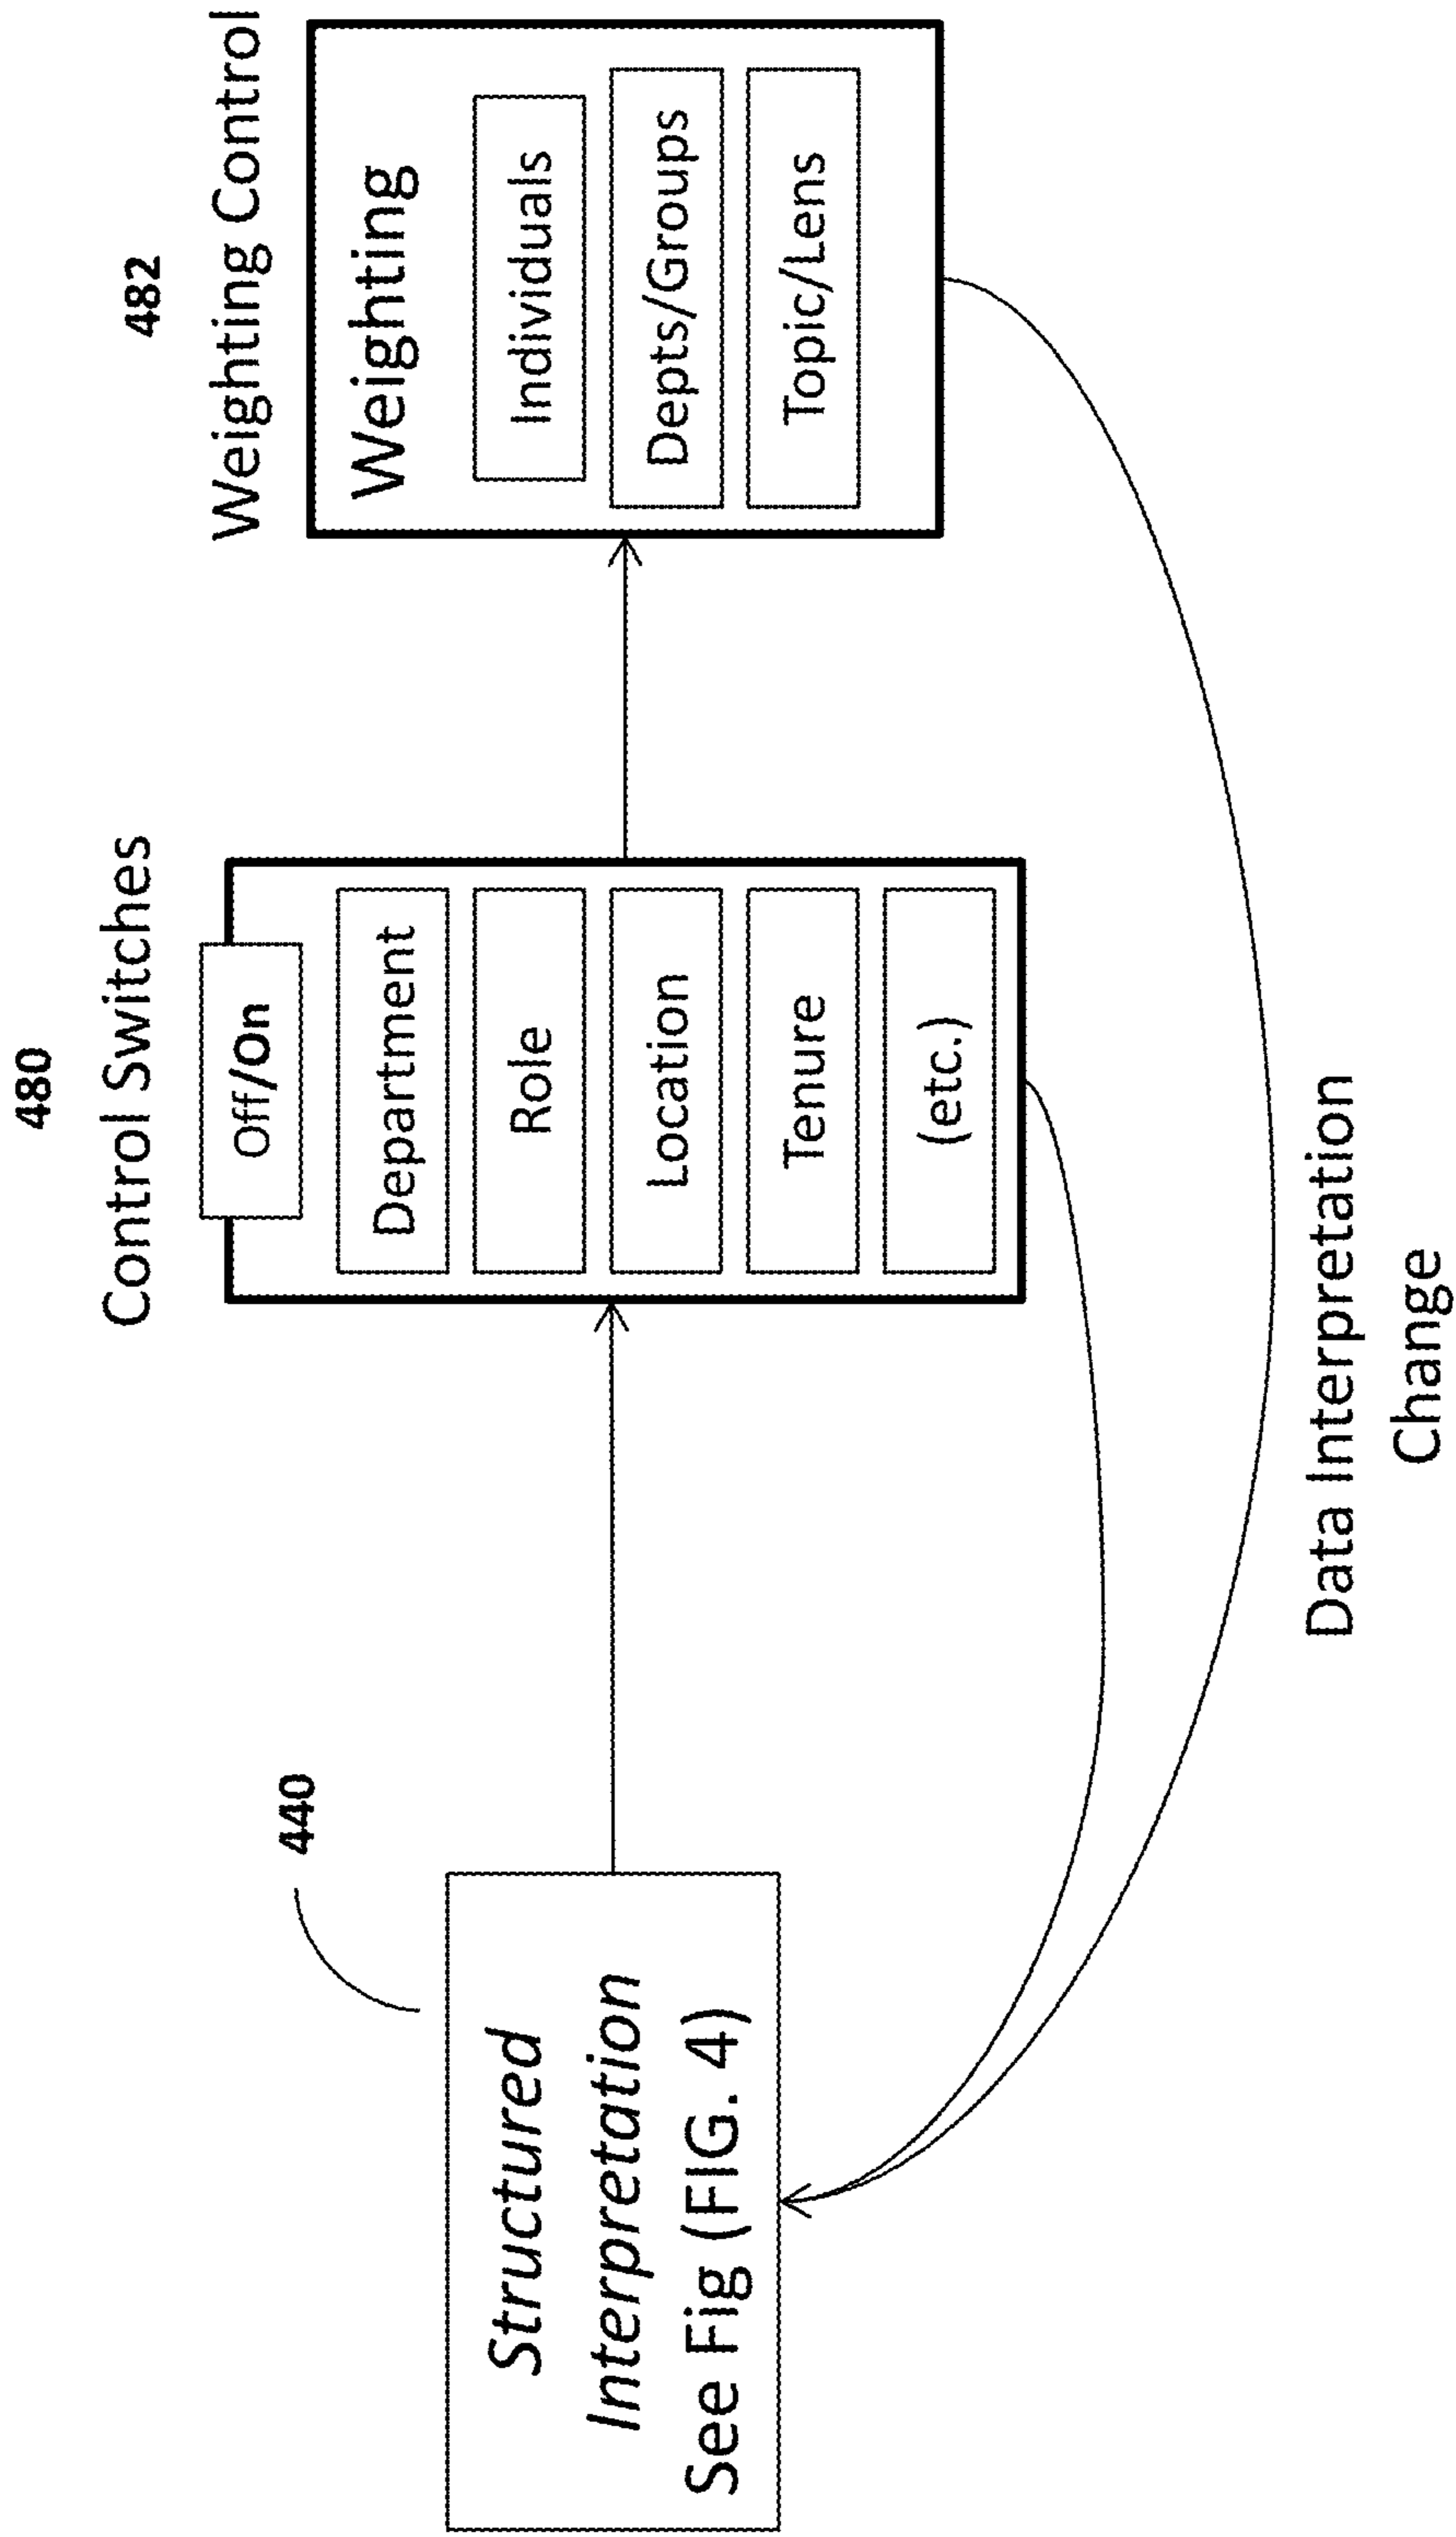 440
Structured
Interpretation
See Fig (FIG. 4)
480
Control Switches
Off/On
Department
Role
Location
Tenure
(etc.)
482
Weighting Control
Weighting
Individuals
Depts/Groups
Topic/Lens
Data Interpretation
Change